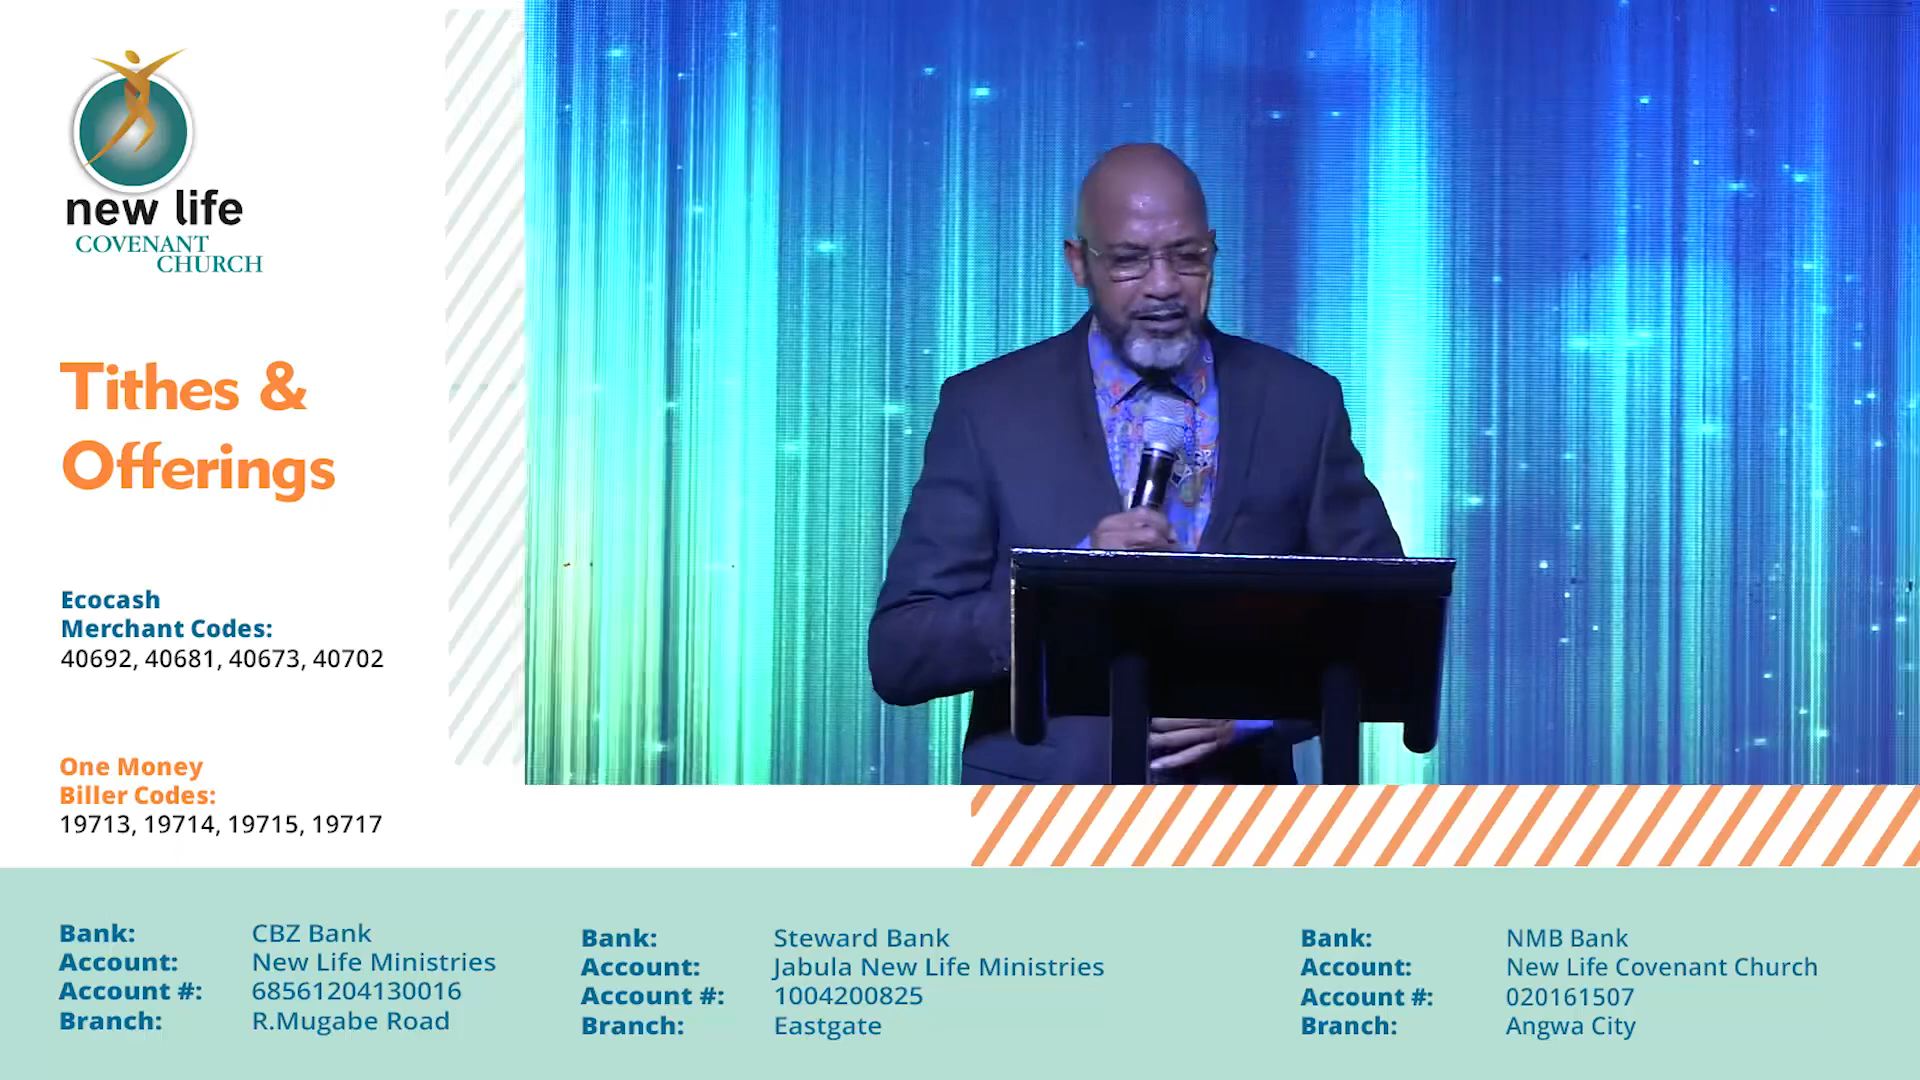 new life
COVENANT
CHURCH
Tithes &
Offerings
Ecocash
Merchant Codes:
40692, 40681, 40673, 40702
One Money
Biller Codes:
19713, 19714, 19715, 19717
Bank: CBZ Bank
Account: New Life Ministries
Account #: 68561204130016
Branch: R.Mugabe Road
Bank: Steward Bank
Account: Jabula New Life Ministries
Account #: 1004200825
Branch: Eastgate
Bank: NMB Bank
Account: New Life Covenant Church
Account #: 020161507
Branch: Angwa City